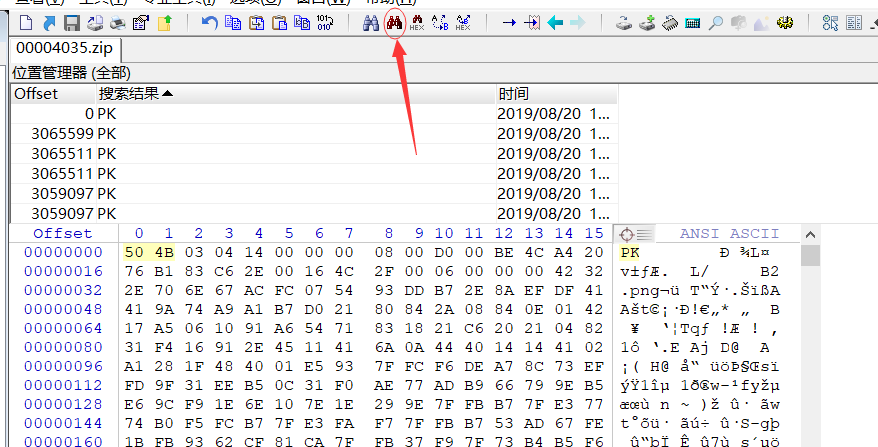 00004035.zip
位置管理器 (全部)
Offset 搜索结果 时间
0 PK 2019/08/20 1...
3065599 PK 2019/08/20 1...
3065511 PK 2019/08/20 1...
3065511 PK 2019/08/20 1...
3059097 PK 2019/08/20 1...
3059097 PK 2019/08/20 1...
Offset 0 1 2 3 4 5 6 7 8 9 10 11 12 13 14 15 ANSI ASCII
00000000 50 4B 03 04 14 00 00 00 08 00 D0 00 BE 4C A4 20 PK Ð ¾L¤
00000016 76 B1 83 C6 2E 00 16 4C 2F 00 06 00 00 00 42 32 v±ƒÆ. L/ B2
00000032 2E 70 6E 67 AC FC 07 54 93 DD B7 2E 8A EF DF 41 .png¬ü T“Ý·.ŠïßA
00000048 41 9A 74 A9 A1 B7 D0 21 80 84 2A 08 84 0E 01 42 Ašt©¡·Ð!€„* „ B
00000064 17 A5 06 10 91 A6 54 71 83 18 21 C6 20 21 04 82 ¥ ‘¦Tqƒ !Æ ! ‚
00000080 31 F4 16 91 2E 45 11 41 6A 0A 44 40 14 14 41 02 1ô ‘.E Aj D@ A
00000096 A1 28 1F 48 40 01 E5 93 7F FC F6 DE A7 8C 73 EF ¡( H@ å“ üöÞ§Œsï
00000112 FD 9F 31 EE B5 0C 31 F0 AE 77 AD B9 66 79 9E B5 ýŸ1îµ 1ð®w-¹fyžµ
00000128 E6 9C F9 1E 6E 10 7E 1E 29 9E 7F FB B7 7F E3 77 æœù n ~ )ž û· ãw
00000144 74 B0 F5 FC B7 7F E3 FA F7 7F FB B7 53 AD 67 FE t°õü· ãú÷ û·S-gþ
00000160 1B FB 93 62 CF 81 CA 7F FB 37 F9 7F 73 B4 B5 F6 û“bÏ Ê û7ù s´µö